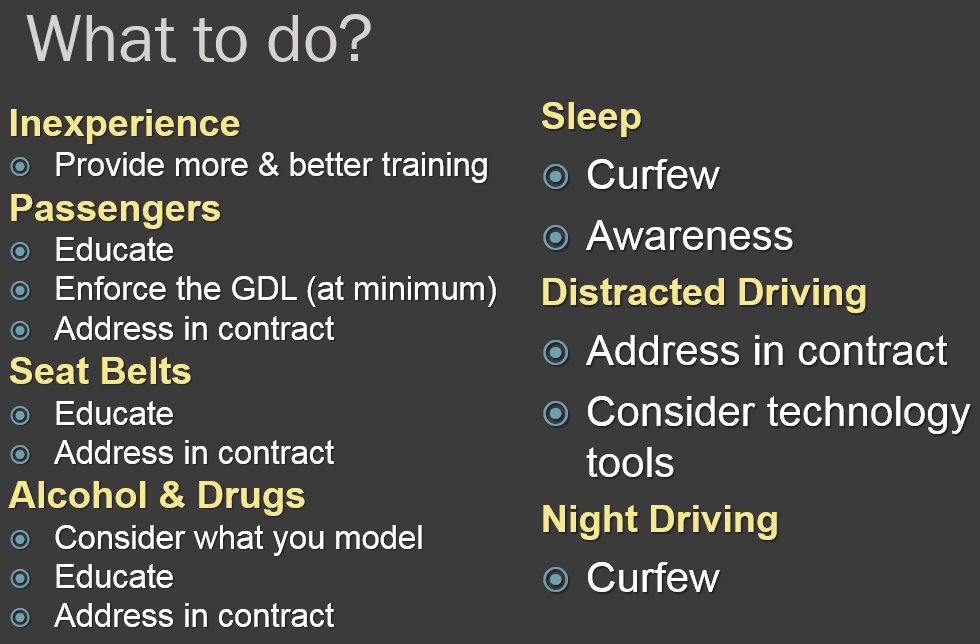 What to do?
Inexperience
Provide more & better training
Passengers
Educate
Enforce the GDL (at minimum)
Address in contract
Seat Belts
Educate
Address in contract
Alcohol & Drugs
Consider what you model
Educate
Address in contract
Sleep
Curfew
Awareness
Distracted Driving
Address in contract
Consider technology
tools
Night Driving
Curfew